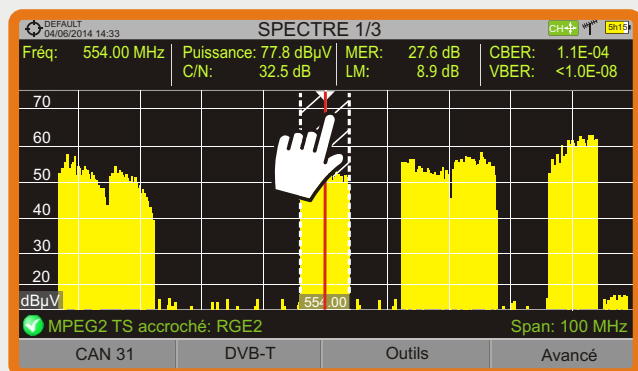 DEFAULT
04/06/2014 14:33
SPECTRE 1/3
CH
5h15
Fréq: 554.00 MHz Puissance: 77.8 dBµV MER: 27.6 dB CBER: 1.1E-04
C/N: 32.5 dB LM: 8.9 dB VBER: <1.0E-08
70
60
50
40
30
20
dBµV
554.00
MPEG2 TS accroché: RGE2 Span: 100 MHz
CAN 31 DVB-T Outils Avancé